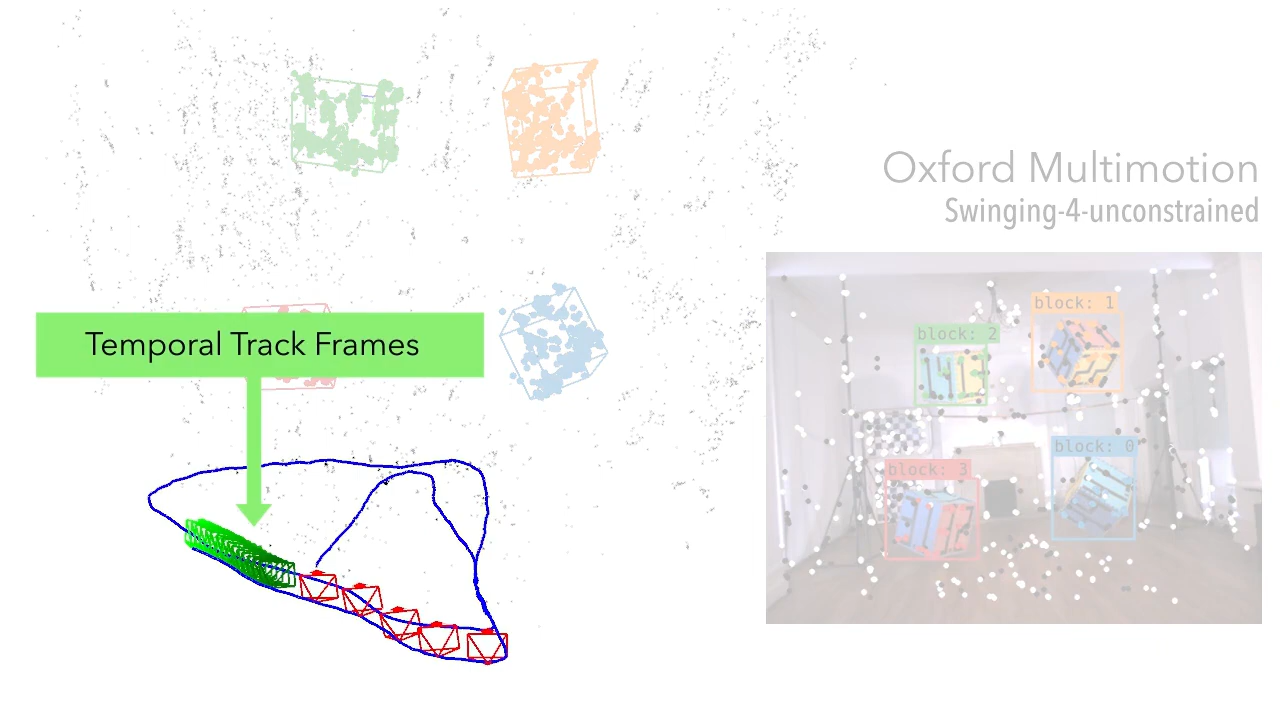 Oxford Multimotion
Swinging-4-unconstrained
Temporal Track Frames
block: 1
block: 2
block: 0
block: 3